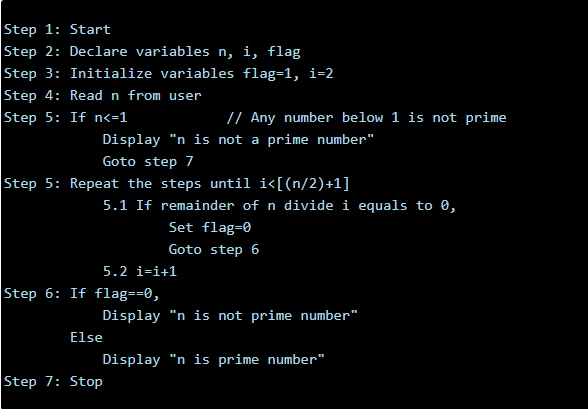 Step 1: Start
Step 2: Declare variables n, i, flag
Step 3: Initialize variables flag=1, i=2
Step 4: Read n from user
Step 5: If n<=1            // Any number below 1 is not prime
            Display "n is not a prime number"
            Goto step 7
Step 5: Repeat the steps until i<[(n/2)+1]
            5.1 If remainder of n divide i equals to 0,
                    Set flag=0
                    Goto step 6
            5.2 i=i+1
Step 6: If flag==0,
            Display "n is not prime number"
        Else
            Display "n is prime number"
Step 7: Stop